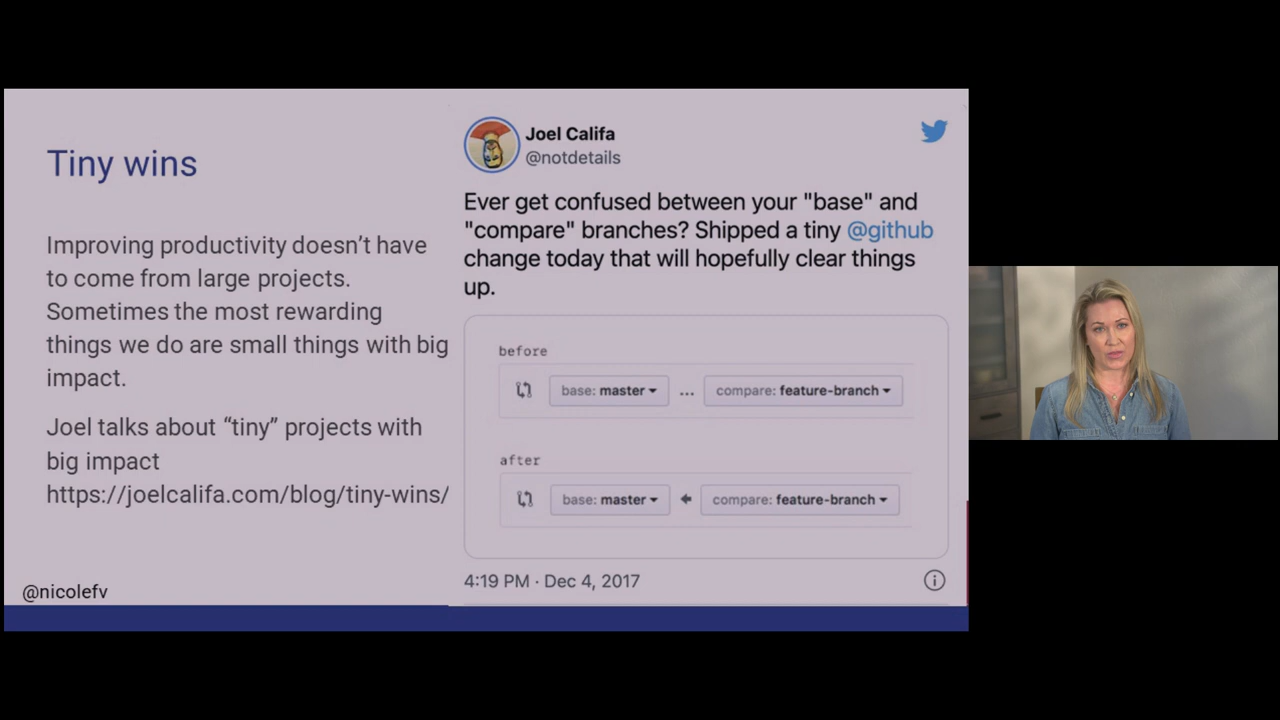 Tiny wins
Improving productivity doesn’t have
to come from large projects.
Sometimes the most rewarding
things we do are small things with big
impact.
Joel talks about “tiny” projects with
big impact
https://joelcalifa.com/blog/tiny-wins/
@nicolefv
Joel Califa
@notdetails
Ever get confused between your "base" and
"compare" branches? Shipped a tiny @github
change today that will hopefully clear things
up.
before
base: master ... compare: feature-branch
after
base: master compare: feature-branch
4:19 PM · Dec 4, 2017